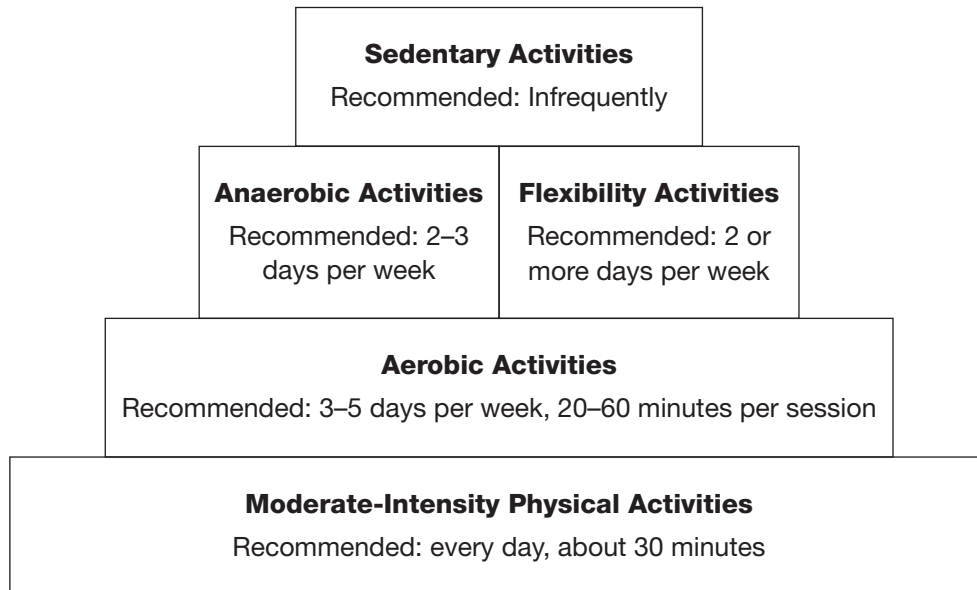 Sedentary Activities
Recommended: Infrequently
Anaerobic Activities
Recommended: 2–3
days per week
Flexibility Activities
Recommended: 2 or
more days per week
Aerobic Activities
Recommended: 3–5 days per week, 20–60 minutes per session
Moderate-Intensity Physical Activities
Recommended: every day, about 30 minutes